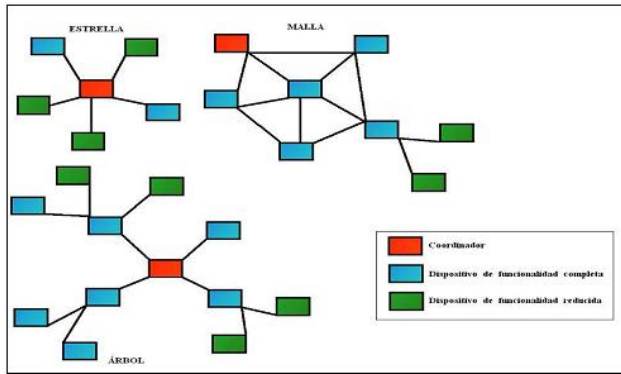 ESTRELLA
MALLA
Coordinador
Dispositivo de funcionalidad completa
Dispositivo de funcionalidad reducida
ÁRBOL